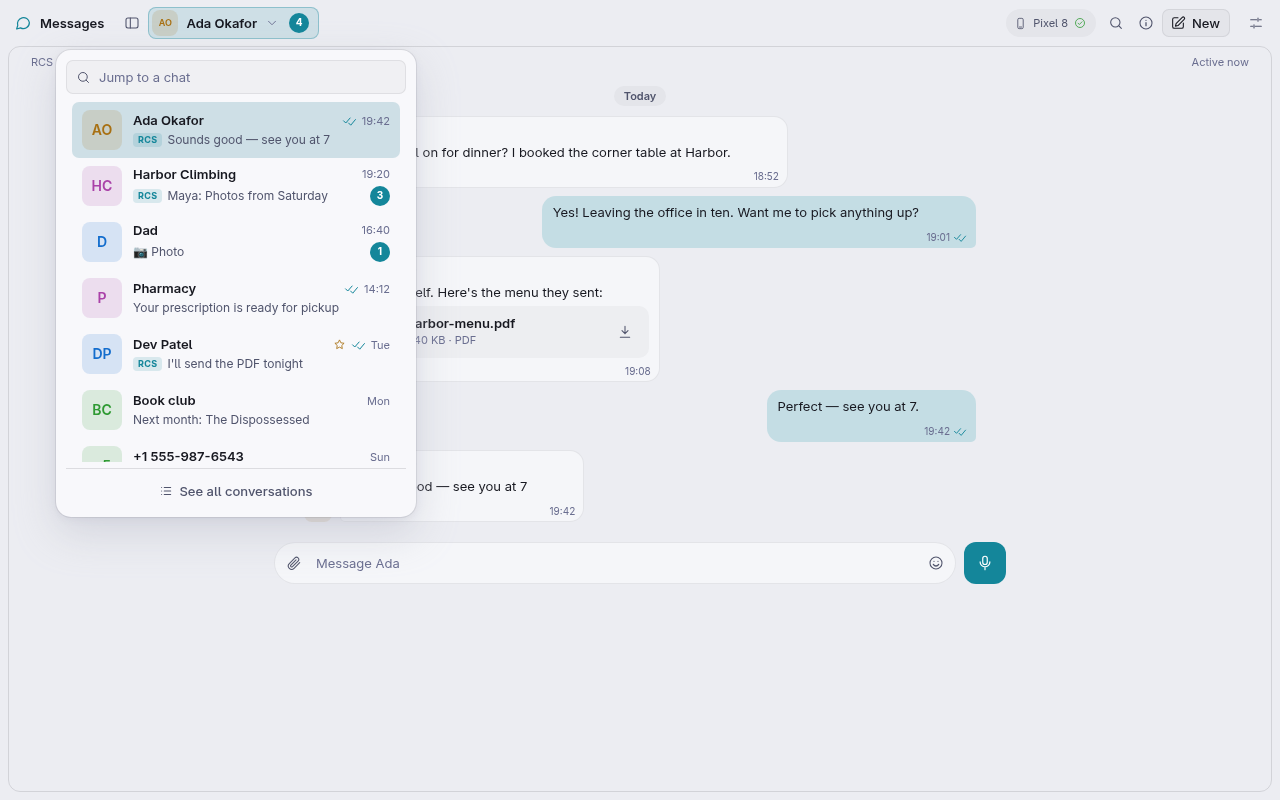 Messages
AO Ada Okafor 4
Pixel 8
New
RCS
Active now
Jump to a chat
AO Ada Okafor 19:42
RCS Sounds good — see you at 7
HC Harbor Climbing 19:20
RCS Maya: Photos from Saturday 3
D Dad 16:40
📷 Photo 1
P Pharmacy 14:12
Your prescription is ready for pickup
DP Dev Patel Tue
RCS I'll send the PDF tonight
BC Book club Mon
Next month: The Dispossessed
+1 555-987-6543 Sun
See all conversations
Today
on for dinner? I booked the corner table at Harbor.
18:52
Yes! Leaving the office in ten. Want me to pick anything up?
19:01
elf. Here's the menu they sent:
arbor-menu.pdf
40 KB · PDF
19:08
Perfect — see you at 7.
19:42
od — see you at 7
19:42
Message Ada